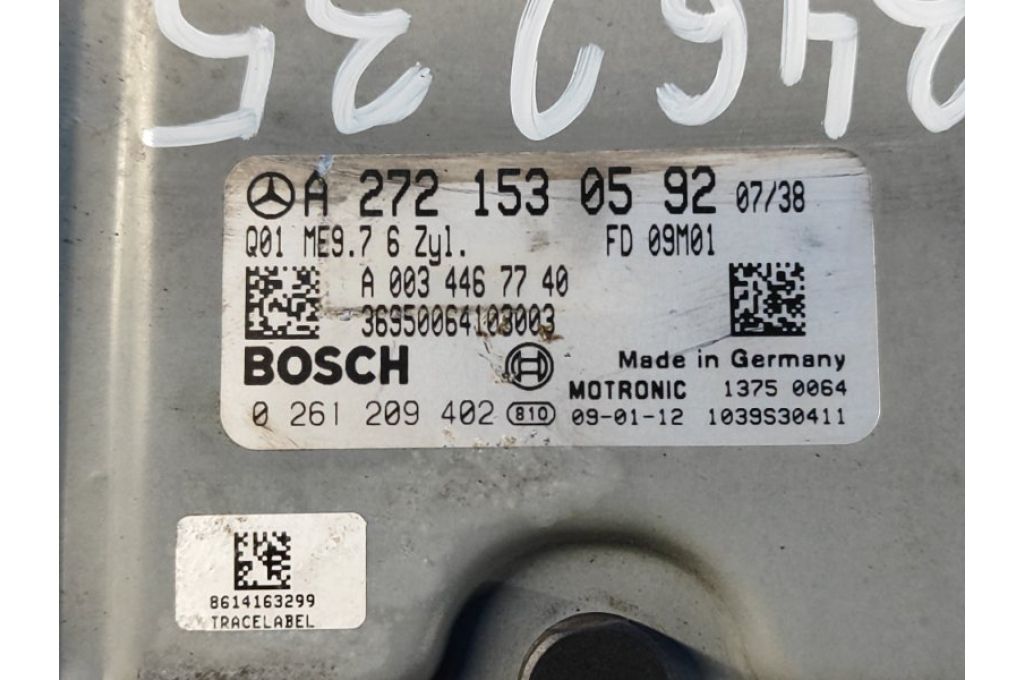 A 272 153 05 92 07/38
Q01 ME9.7 6 Zyl. FD 09M01
A 003 446 77 40
36950064103003
BOSCH Made in Germany
MOTRONIC 1375 0064
0 261 209 402 810 09-01-12 1039S30411
8614163299
TRACELABEL